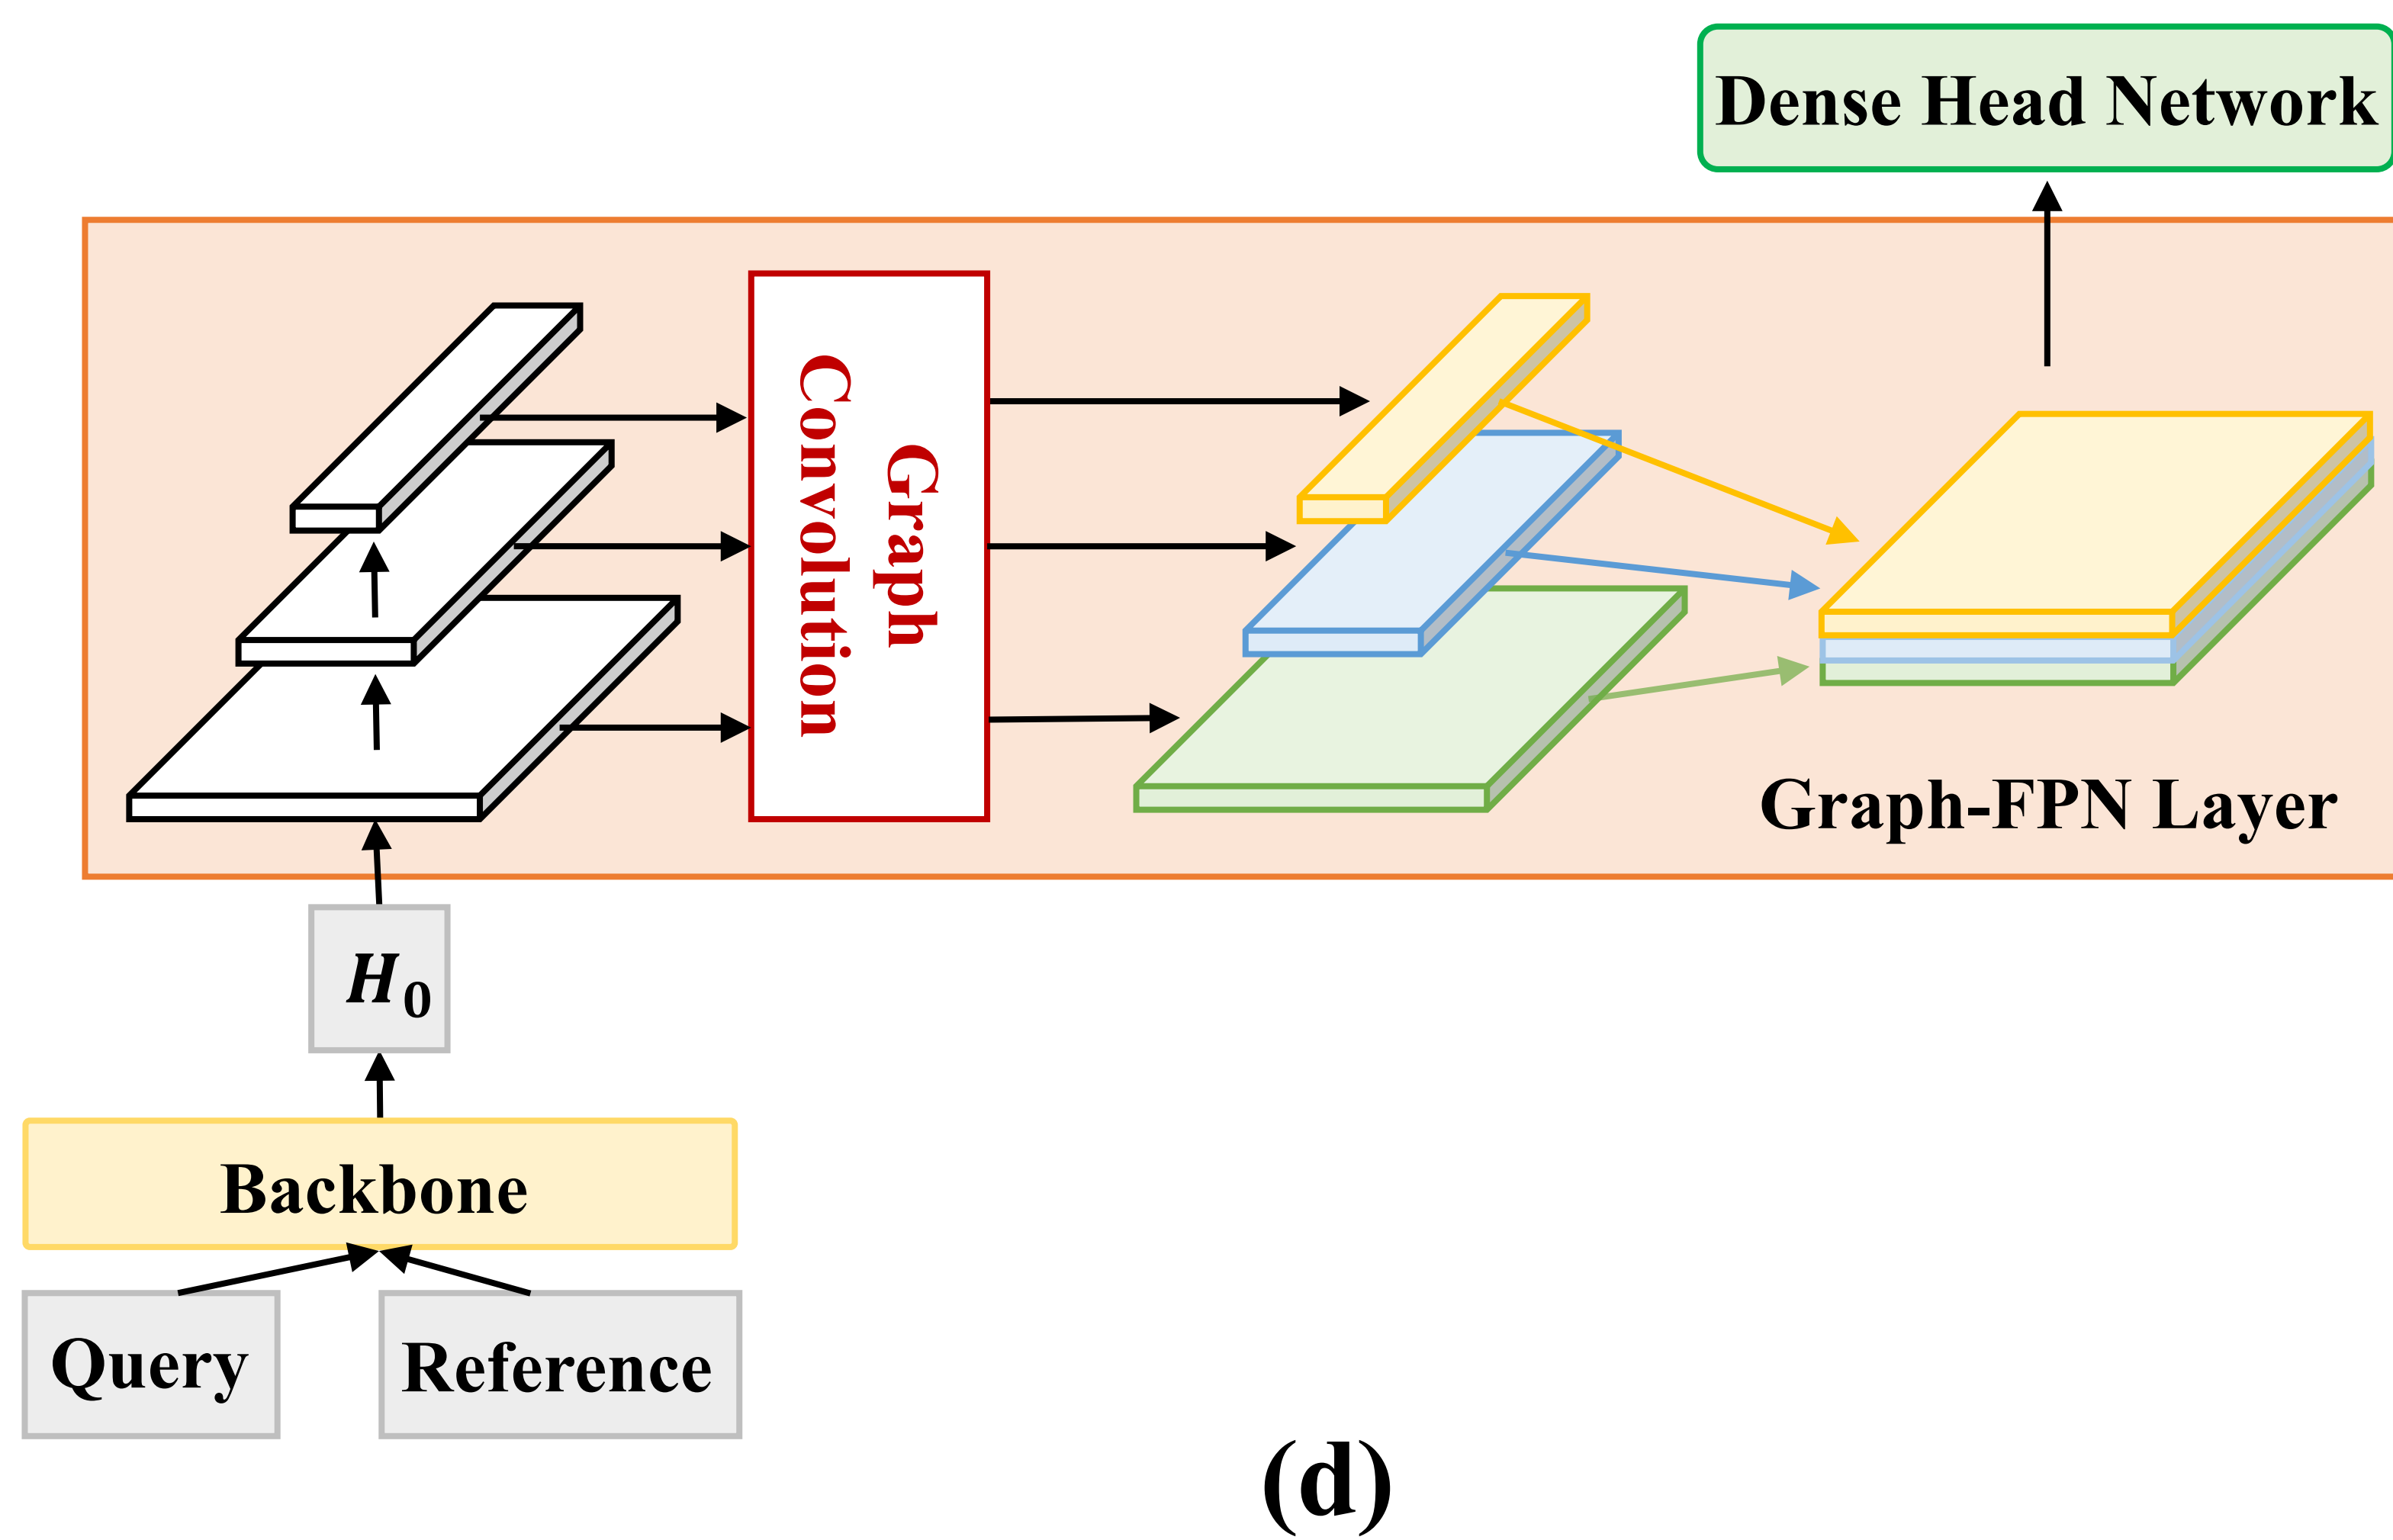 Dense Head Network
Graph
Convolution
Graph-FPN Layer
H0
Backbone
Query
Reference
(d)